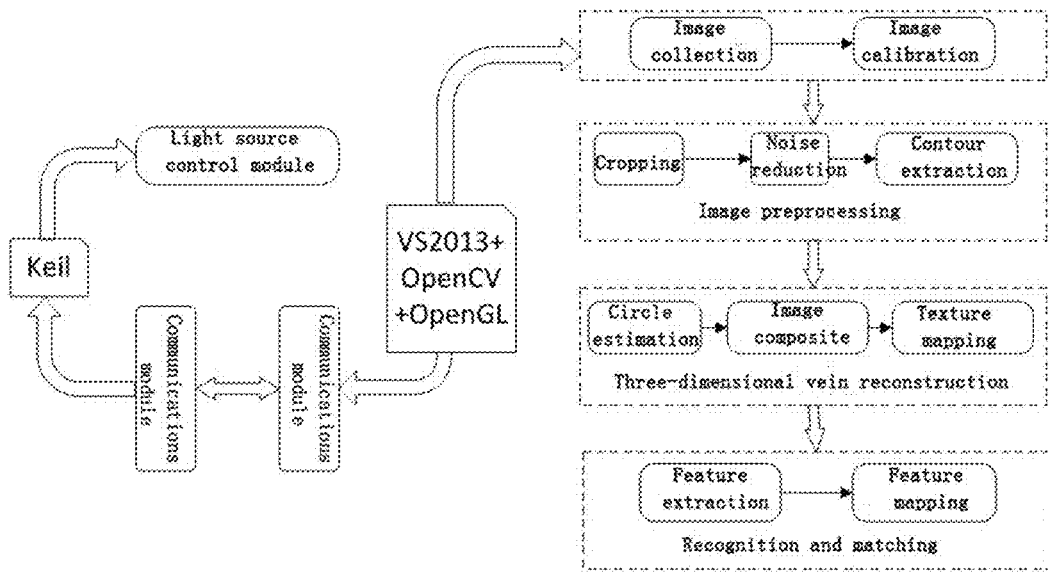 Light source
control module
Keil
Communications
module
Communications
module
VS2013+
OpenCV
+OpenGL
Image
collection
Image
calibration
Cropping
Noise
reduction
Contour
extraction
Image preprocessing
Circle
estimation
Image
composite
Texture
mapping
Three-dimensional vein reconstruction
Feature
extraction
Feature
mapping
Recognition and matching